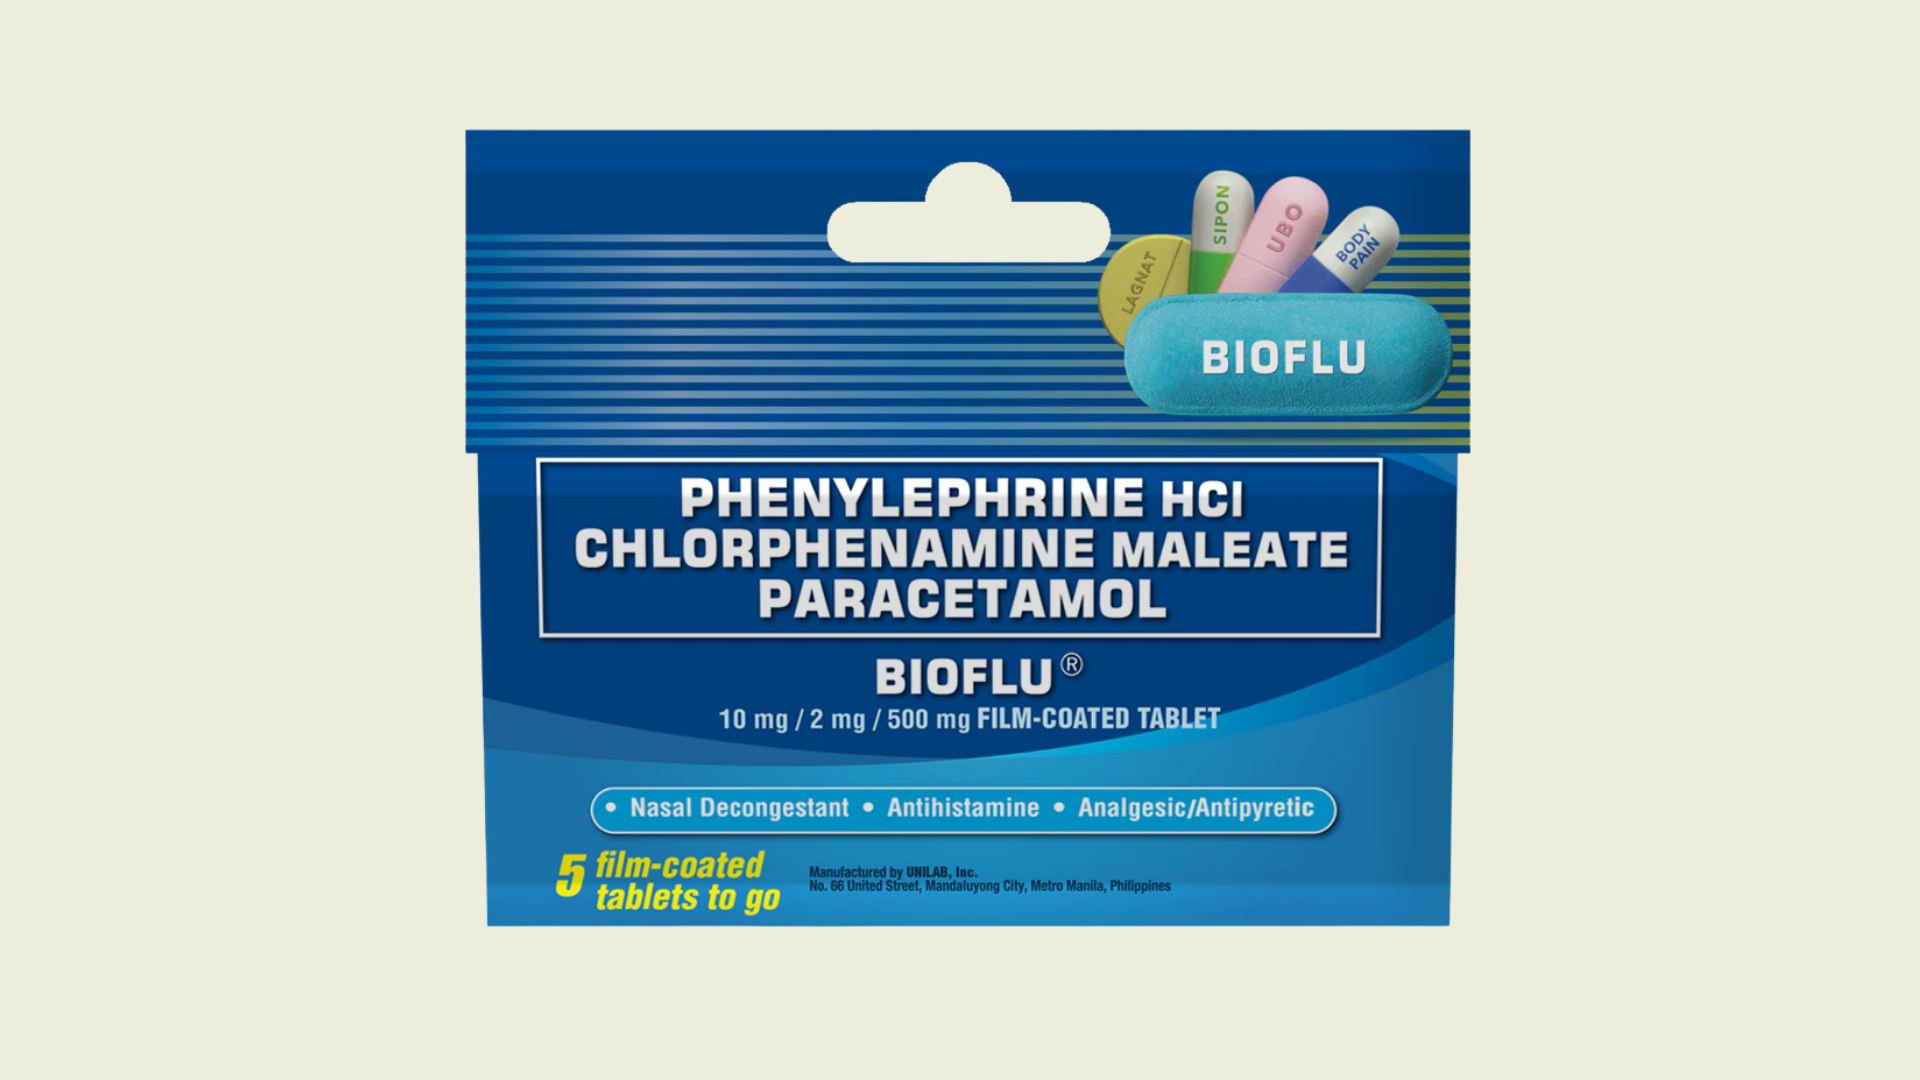 LAGNAT
SIPON
UBO
BODY
PAIN
BIOFLU
PHENYLEPHRINE HCl
CHLORPHENAMINE MALEATE
PARACETAMOL
BIOFLU®
10 mg / 2 mg / 500 mg FILM-COATED TABLET
• Nasal Decongestant • Antihistamine • Analgesic/Antipyretic
5 film-coated
tablets to go
Manufactured by UNILAB, Inc.
No. 66 United Street, Mandaluyong City, Metro Manila, Philippines